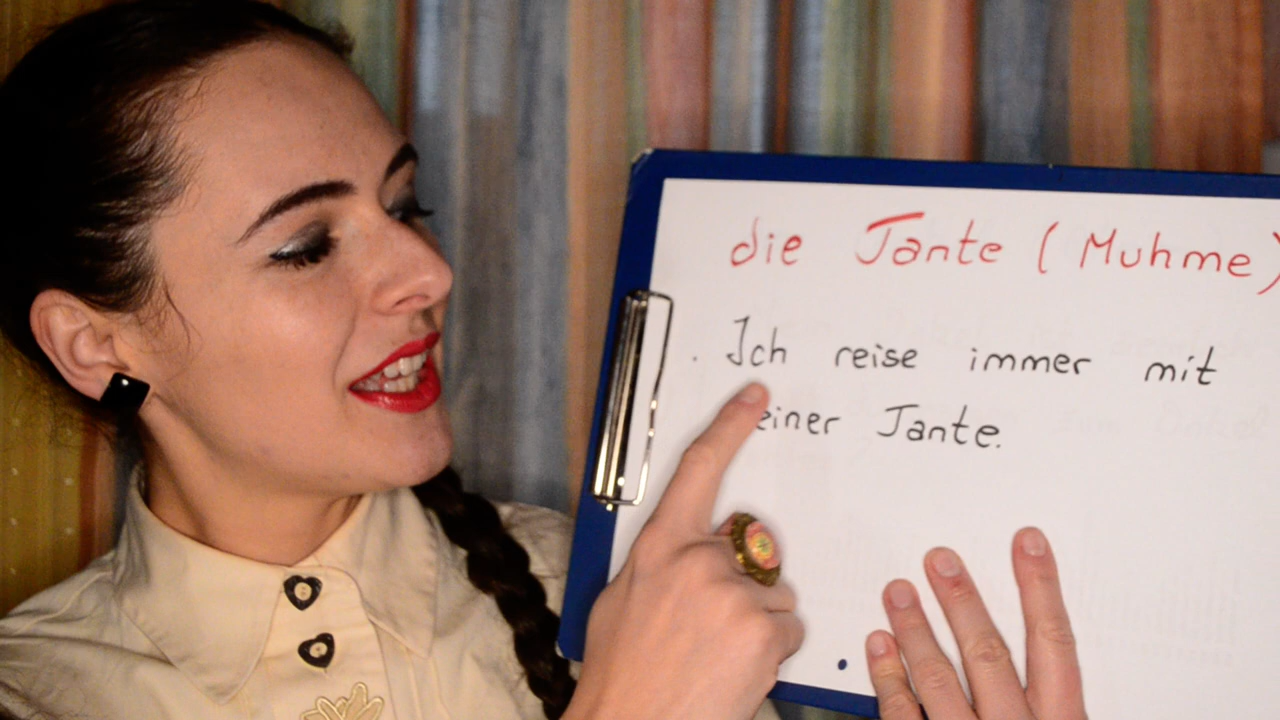 die Tante (Muhme)
Ich reise immer mit
einer Tante.